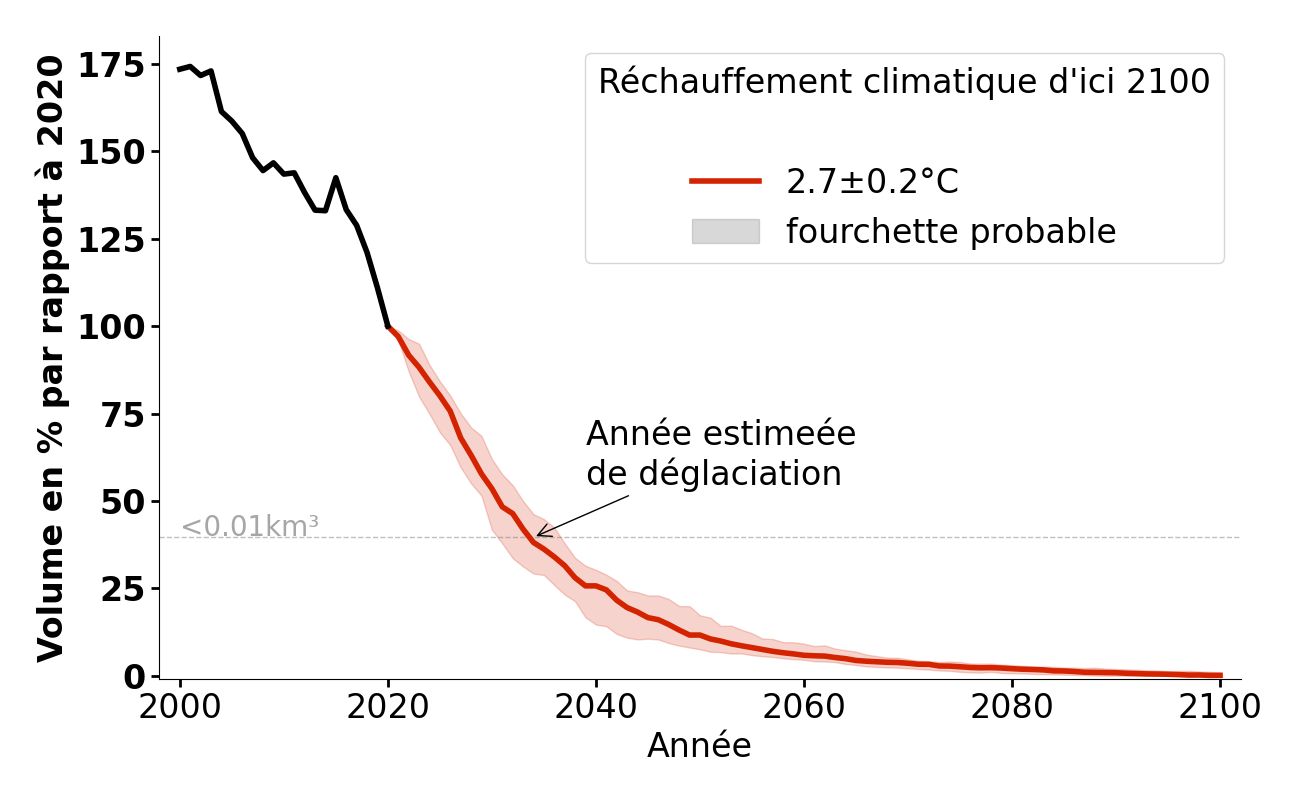 Volume en % par rapport à 2020
175
150
125
100
75
50
25
0
Réchauffement climatique d'ici 2100
2.7±0.2°C
fourchette probable
Année estimeée
de déglaciation
<0.01km³
2000
2020
2040
2060
2080
2100
Année